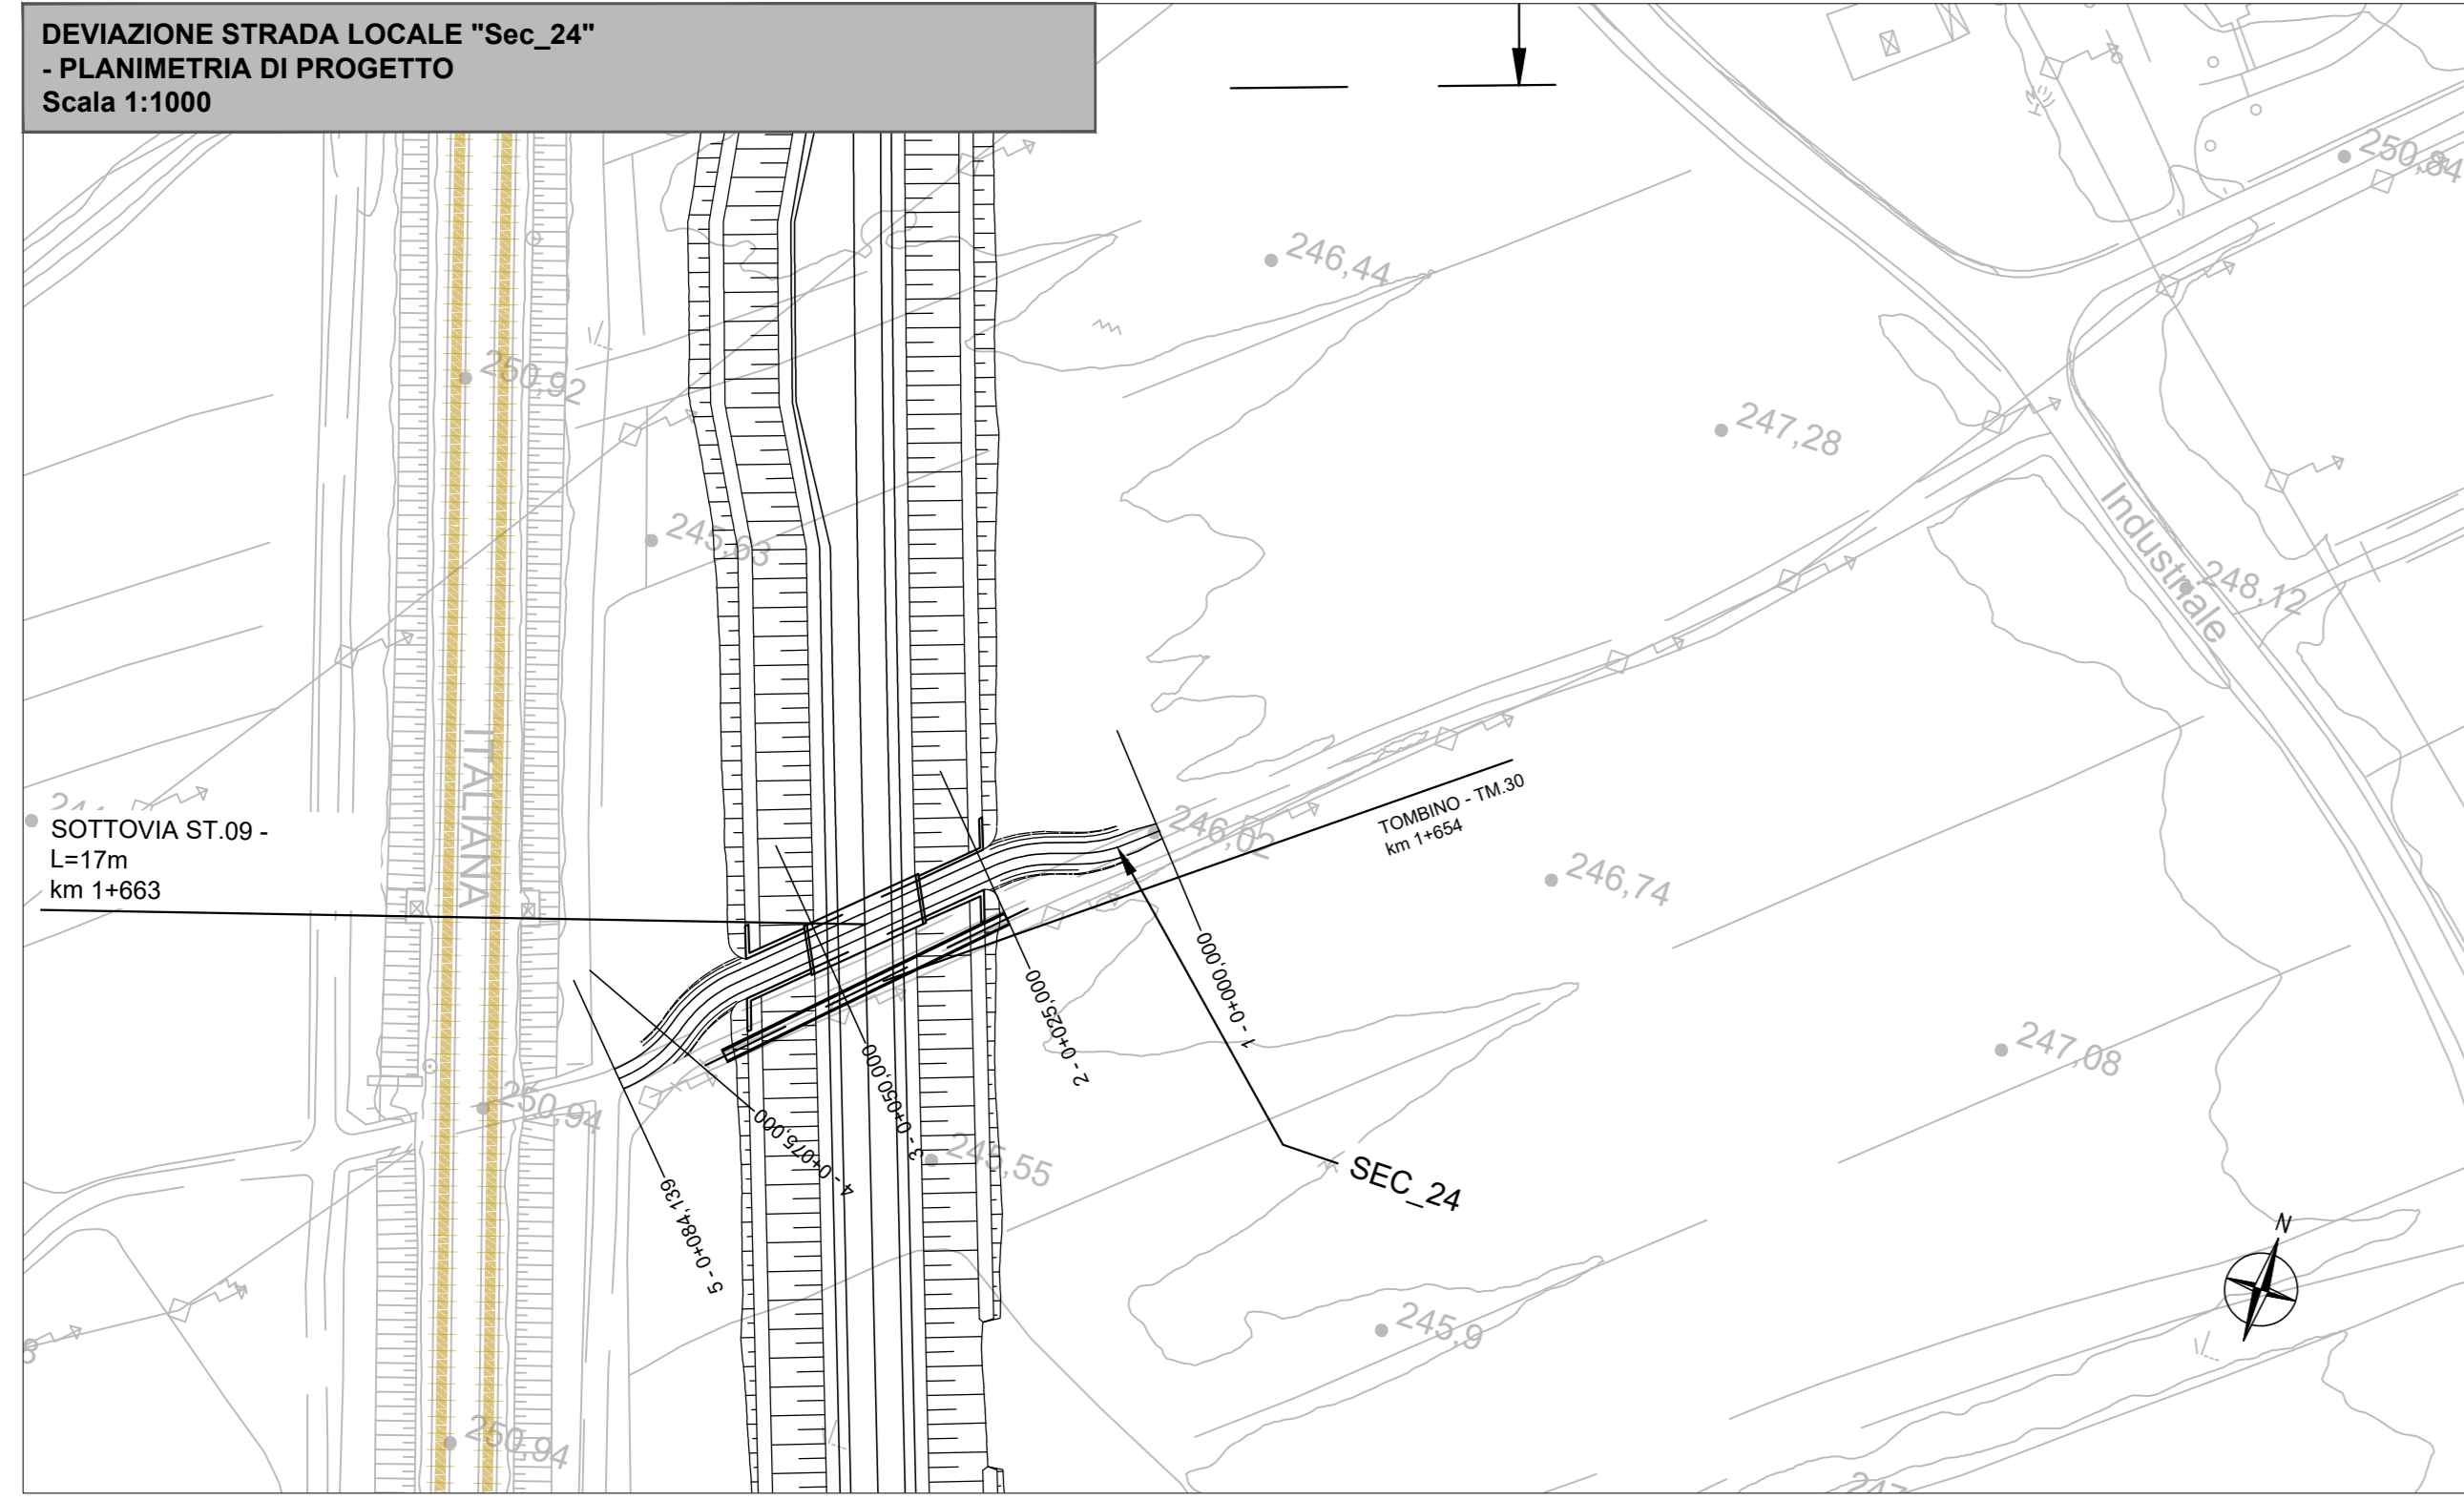 DEVIAZIONE STRADA LOCALE "Sec_24"
- PLANIMETRIA DI PROGETTO
Scala 1:1000
250,84
246,44
250,92
247,28
245,63
Industriale
248,12
ITALIANA
SOTTOVIA ST.09 -
L=17m
km 1+663
TOMBINO - TM.30
km 1+654
246,02
246,74
1 - 0+000,000
2 - 0+025,000
3 - 0+050,000
4 - 0+075,000
5 - 0+084,139
247,08
250,94
245,55
SEC_24
N
245,9
250,94